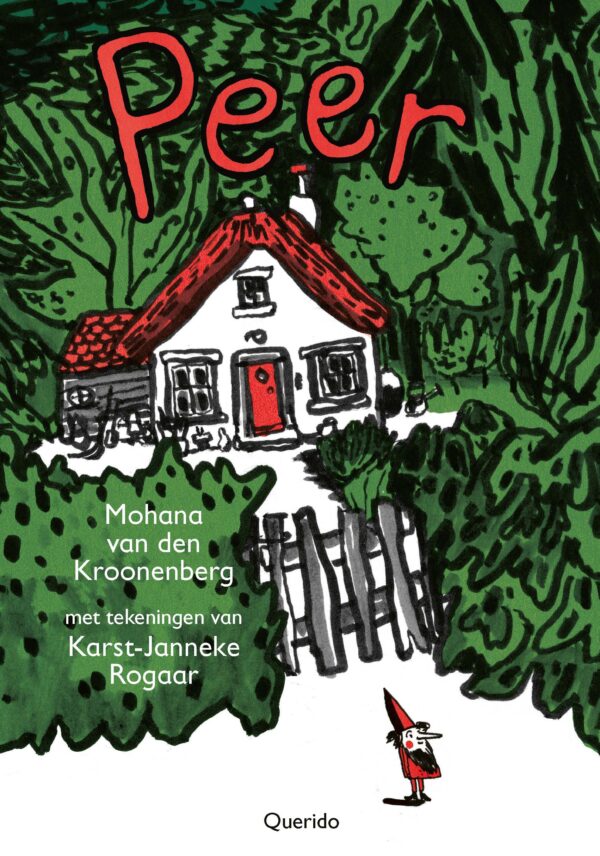 Peer
Mohana
van den
Kroonenberg
met tekeningen van
Karst-Janneke
Rogaar
Querido